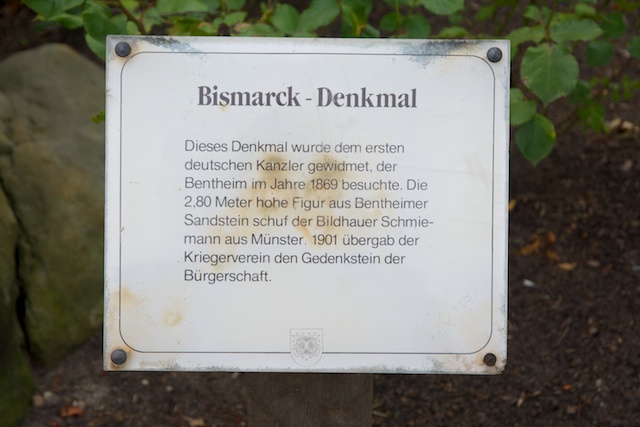 Bismarck - Denkmal
Dieses Denkmal wurde dem ersten
deutschen Kanzler gewidmet, der
Bentheim im Jahre 1869 besuchte. Die
2,80 Meter hohe Figur aus Bentheimer
Sandstein schuf der Bildhauer Schmie-
mann aus Münster. 1901 übergab der
Kriegerverein den Gedenkstein der
Bürgerschaft.